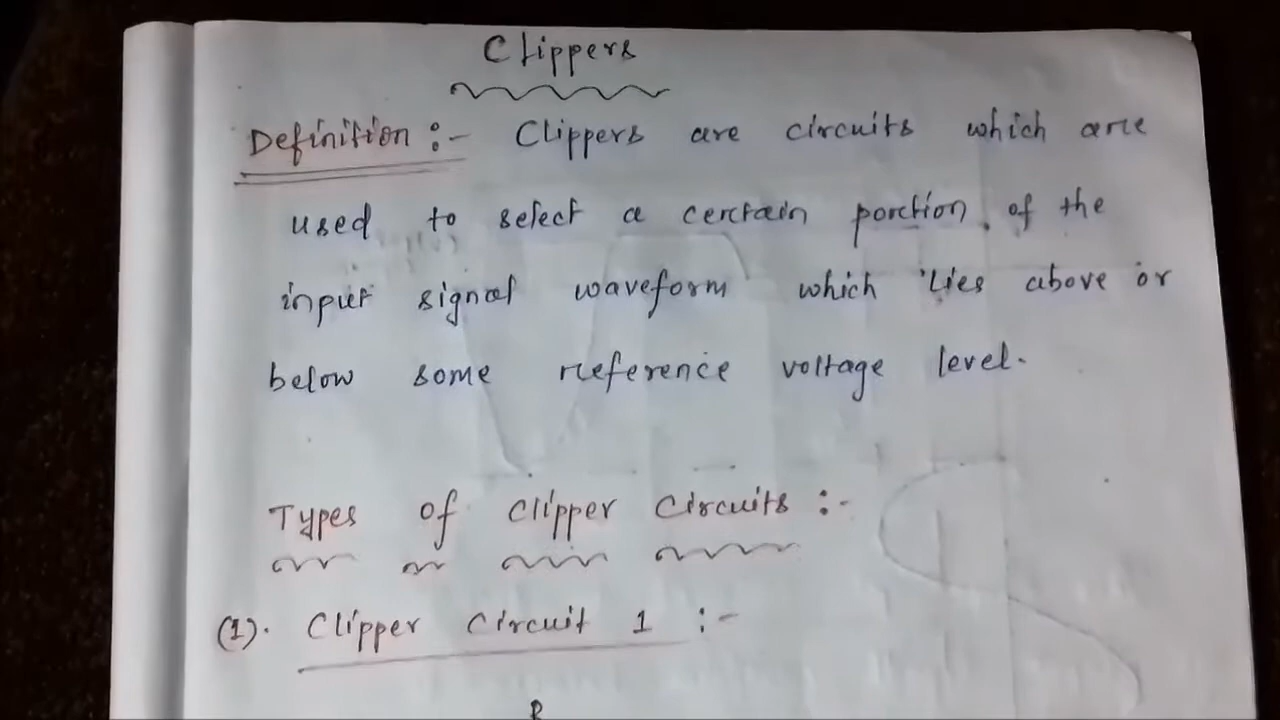 Clippers
Definition :- Clippers are circuits which are
used to select a certain portion of the
input signal waveform which lies above or
below some reference voltage level.
Types of Clipper Circuits :-
(1). Clipper Circuit 1 :-
R